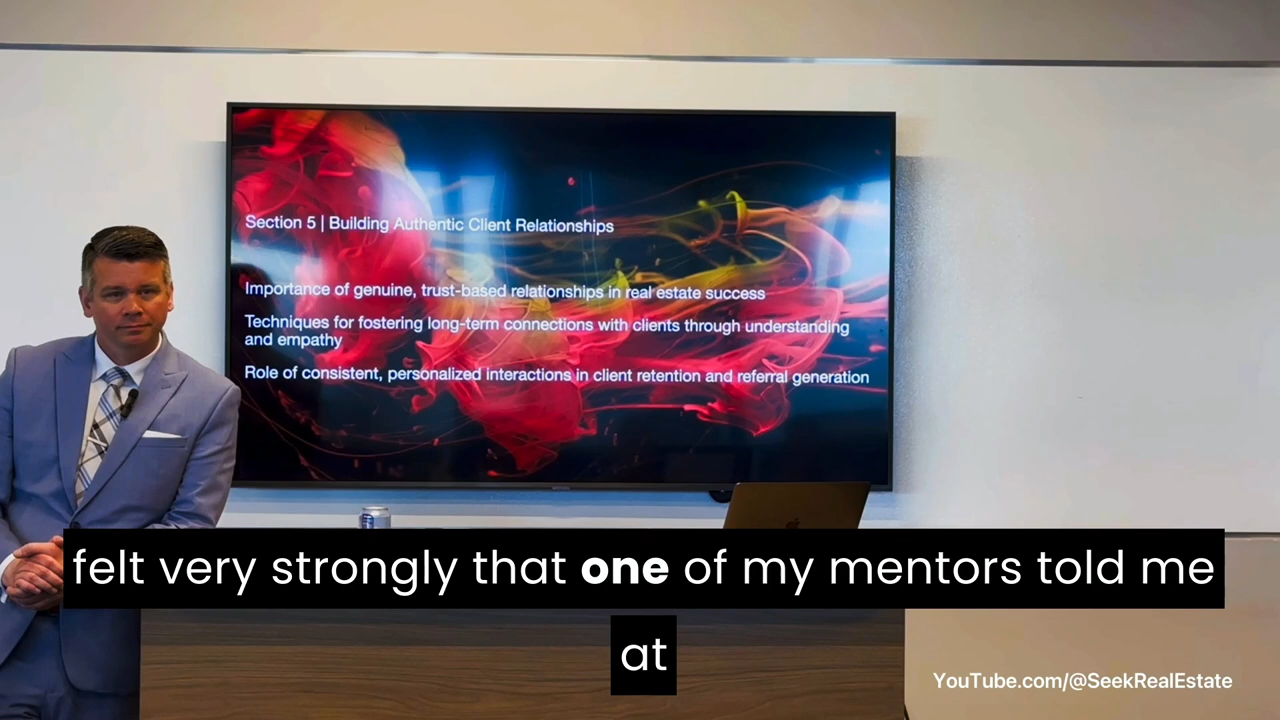 Section 5 | Building Authentic Client Relationships
Importance of genuine, trust-based relationships in real estate success
Techniques for fostering long-term connections with clients through understanding
and empathy
Role of consistent, personalized interactions in client retention and referral generation
felt very strongly that one of my mentors told me
at
YouTube.com/@SeekRealEstate